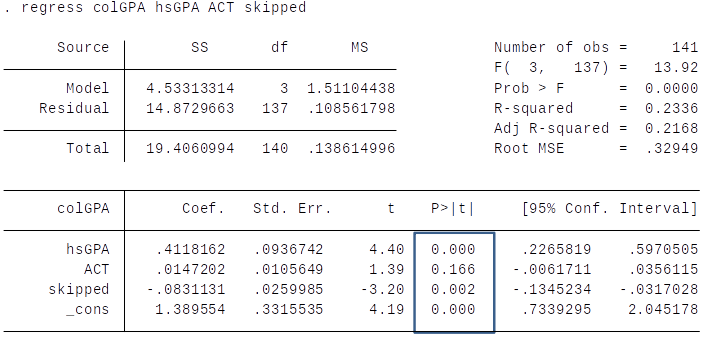 . regress colGPA hsGPA ACT skipped
Source SS df MS Number of obs = 141
F( 3, 137) = 13.92
Model 4.53313314 3 1.51104438 Prob > F = 0.0000
Residual 14.8729663 137 .108561798 R-squared = 0.2336
Adj R-squared = 0.2168
Total 19.4060994 140 .138614996 Root MSE = .32949
colGPA Coef. Std. Err. t P>|t| [95% Conf. Interval]
hsGPA .4118162 .0936742 4.40 0.000 .2265819 .5970505
ACT .0147202 .0105649 1.39 0.166 -.0061711 .0356115
skipped -.0831131 .0259985 -3.20 0.002 -.1345234 -.0317028
_cons 1.389554 .3315535 4.19 0.000 .7339295 2.045178